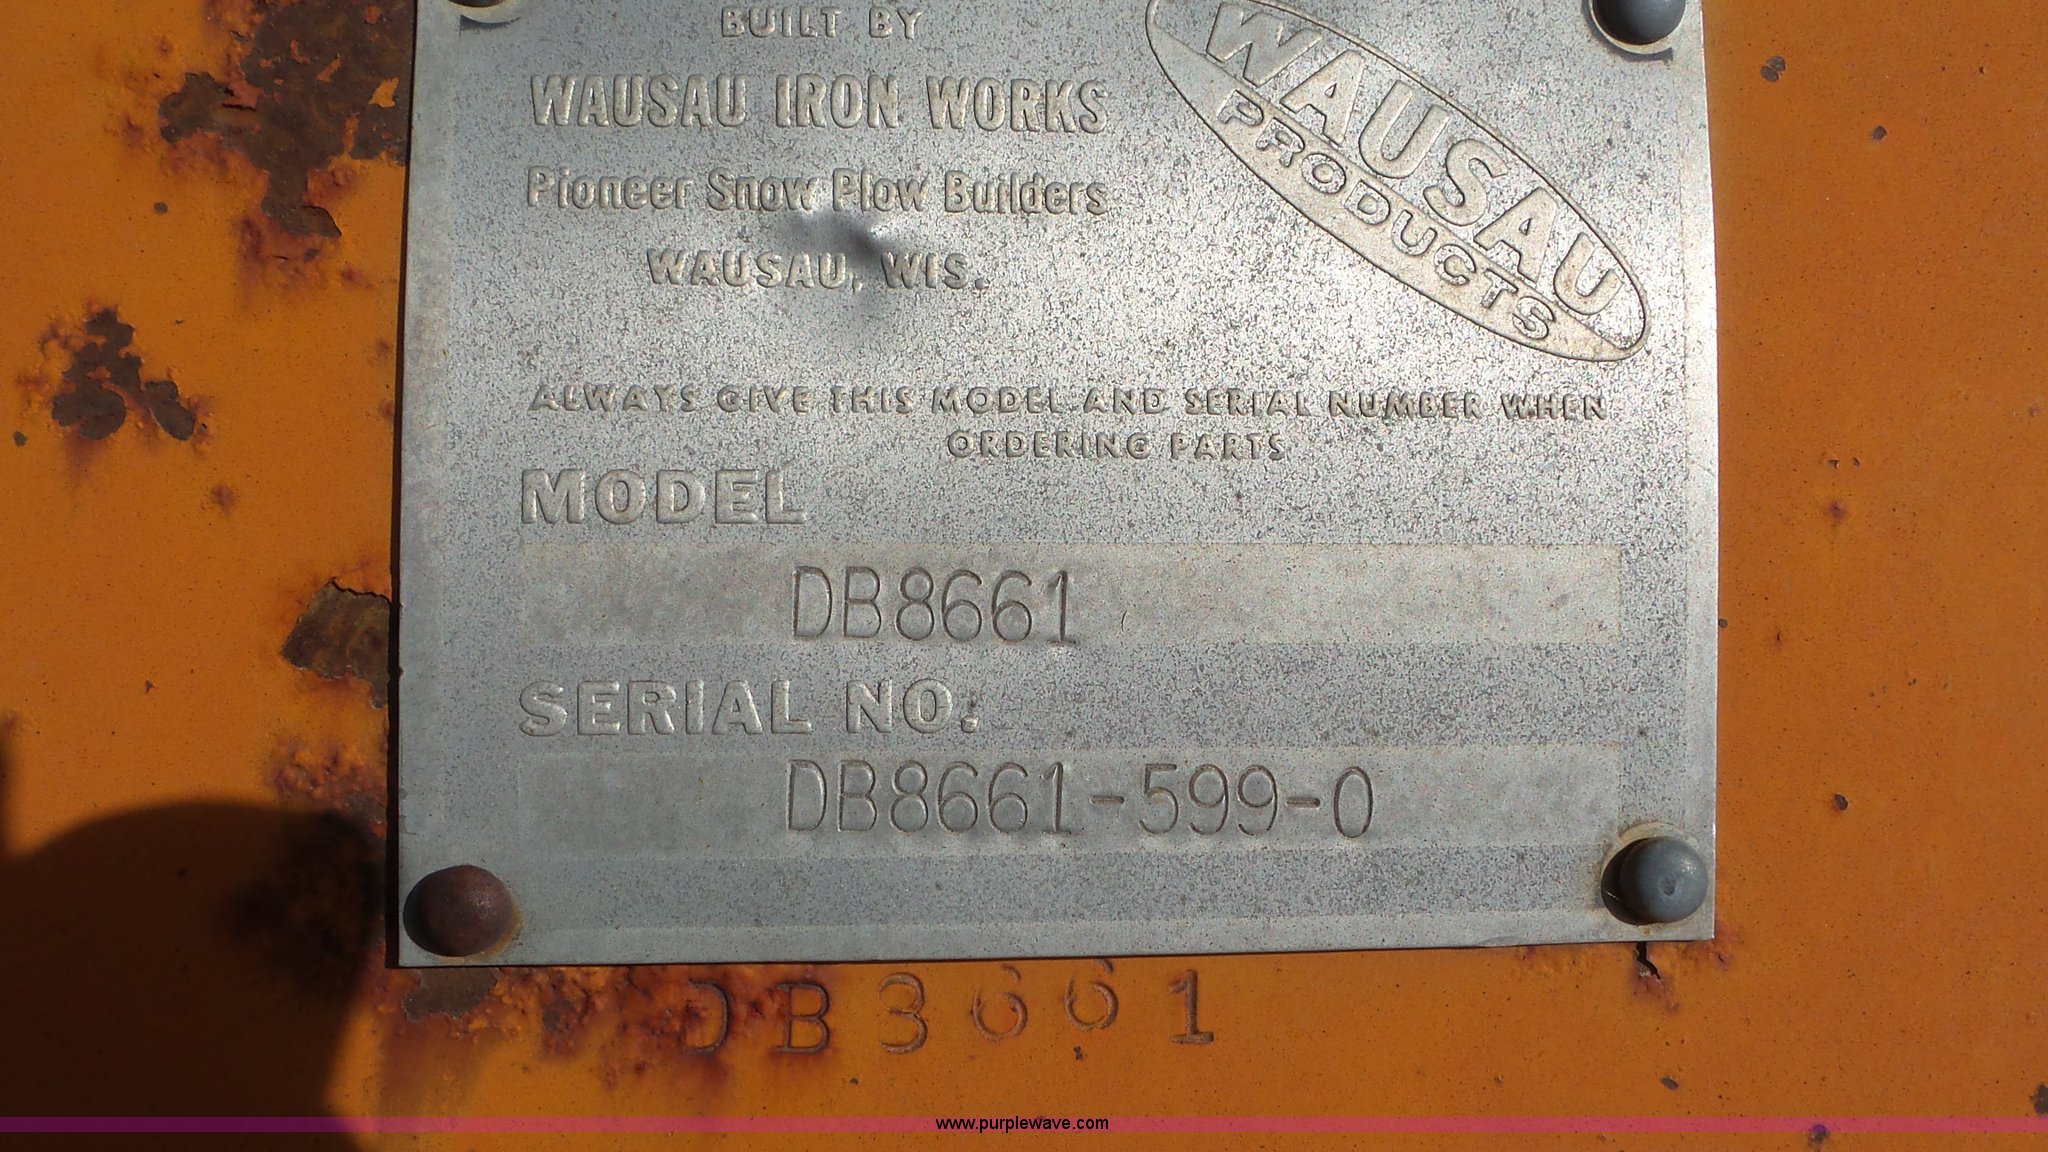 BUILT BY
WAUSAU IRON WORKS
Pioneer Snow Plow Builders
WAUSAU, WIS.
WAUSAU
PRODUCTS
ALWAYS GIVE THIS MODEL AND SERIAL NUMBER WHEN
ORDERING PARTS
MODEL
DB8661
SERIAL NO.
DB8661-599-0
DB8661
www.purplewave.com